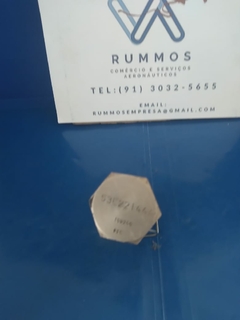 RUMMOS
COMÉRCIO E SERVIÇOS
AERONÁUTICOS
TEL:(91) 3032-5655
EMAIL:
RUMMOSEMPRESA@GMAIL.COM